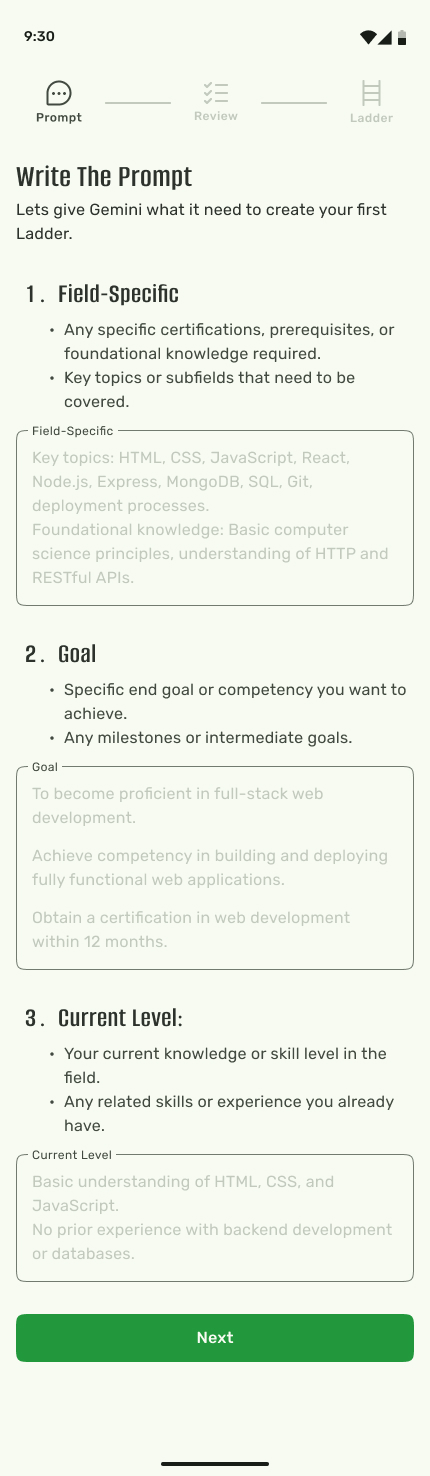 9:30
Prompt
Review
Ladder
Write The Prompt
Lets give Gemini what it need to create your first
Ladder.
1. Field-Specific
• Any specific certifications, prerequisites, or
foundational knowledge required.
• Key topics or subfields that need to be
covered.
Field-Specific
Key topics: HTML, CSS, JavaScript, React,
Node.js, Express, MongoDB, SQL, Git,
deployment processes.
Foundational knowledge: Basic computer
science principles, understanding of HTTP and
RESTful APIs.
2. Goal
• Specific end goal or competency you want to
achieve.
• Any milestones or intermediate goals.
Goal
To become proficient in full-stack web
development.
Achieve competency in building and deploying
fully functional web applications.
Obtain a certification in web development
within 12 months.
3. Current Level:
• Your current knowledge or skill level in the
field.
• Any related skills or experience you already
have.
Current Level
Basic understanding of HTML, CSS, and
JavaScript.
No prior experience with backend development
or databases.
Next